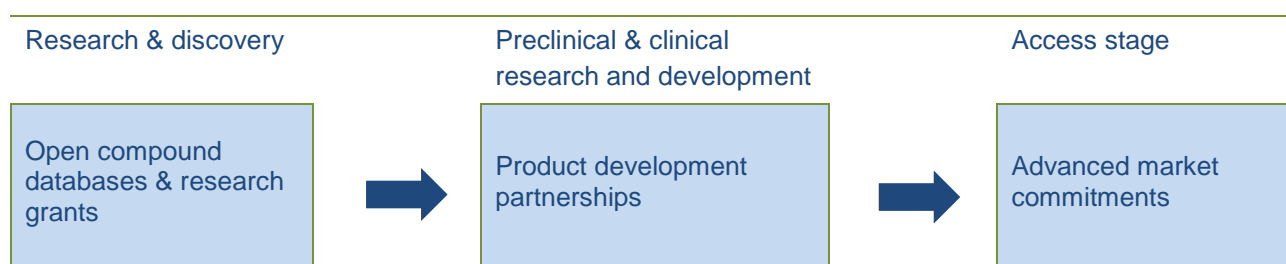 Research & discovery
Preclinical & clinical
research and development
Access stage
Open compound
databases & research
grants
Product development
partnerships
Advanced market
commitments